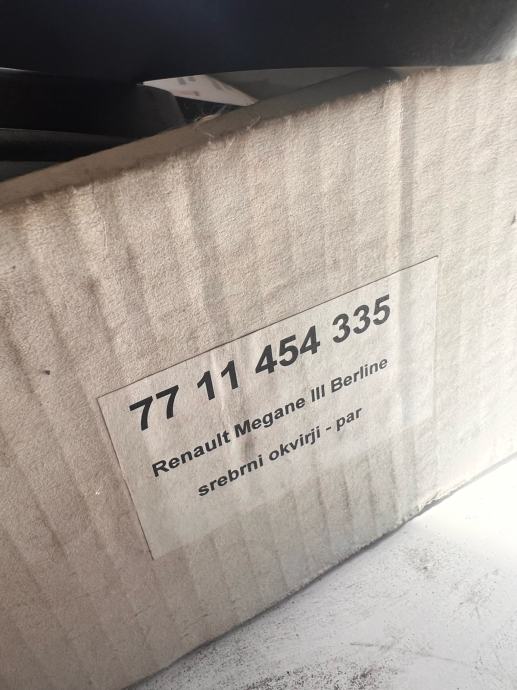 77 11 454 335
Renault Megane III Berline
srebrni okvirji - par